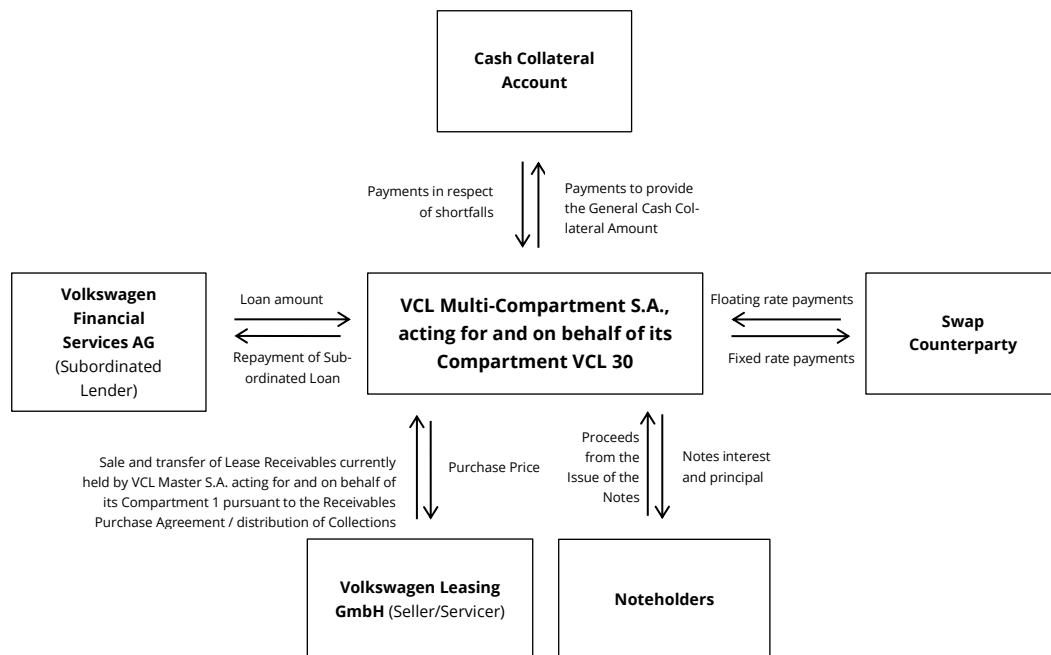 Cash Collateral
Account
Payments in respect
of shortfalls
Payments to provide
the General Cash Col-
lateral Amount
Volkswagen
Financial
Services AG
(Subordinated
Lender)
Loan amount
Repayment of Sub-
ordinated Loan
VCL Multi-Compartment S.A.,
acting for and on behalf of its
Compartment VCL 30
Floating rate payments
Fixed rate payments
Swap
Counterparty
Sale and transfer of Lease Receivables currently
held by VCL Master S.A. acting for and on behalf of
its Compartment 1 pursuant to the Receivables
Purchase Agreement / distribution of Collections
Purchase Price
Proceeds
from the
Issue of the
Notes
Notes interest
and principal
Volkswagen Leasing
GmbH (Seller/Servicer)
Noteholders